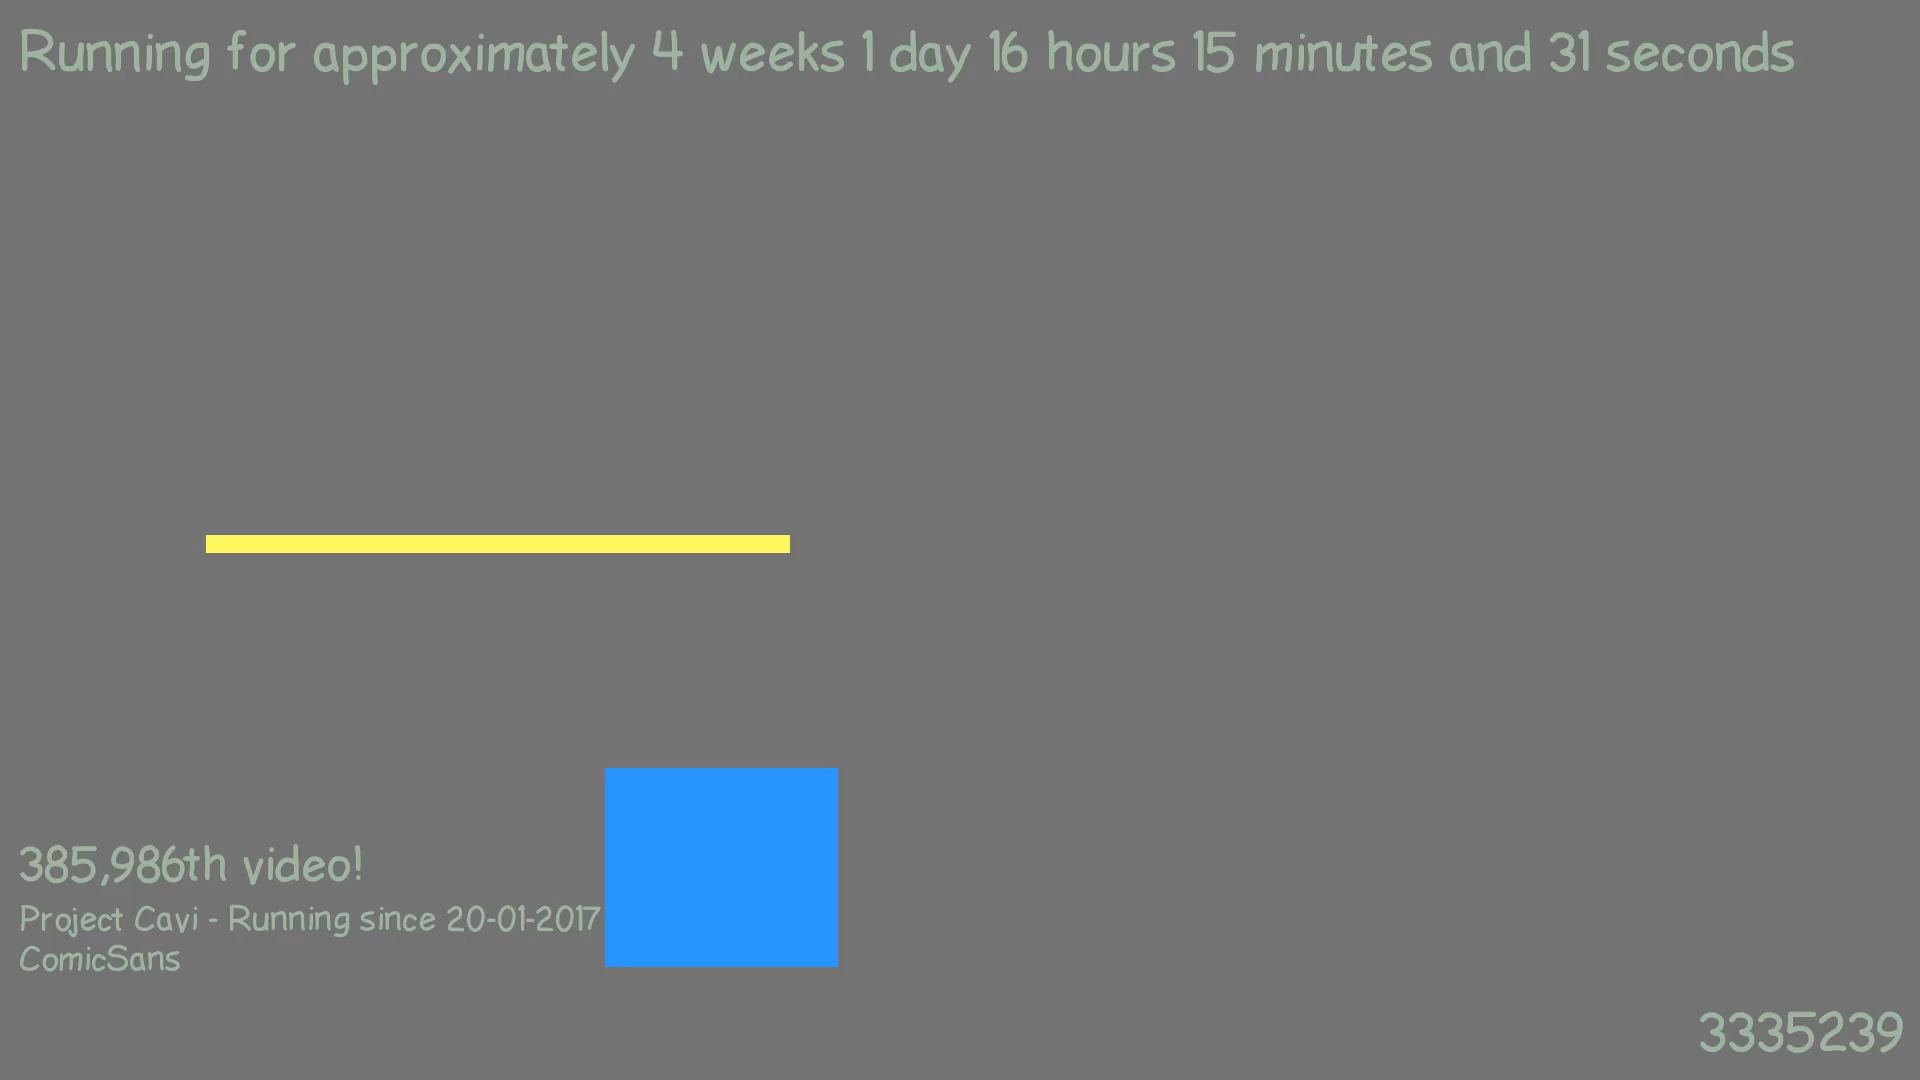 Running for approximately 4 weeks 1 day 16 hours 15 minutes and 31 seconds
385,986th video!
Project Cavi - Running since 20-01-2017
ComicSans
3335239